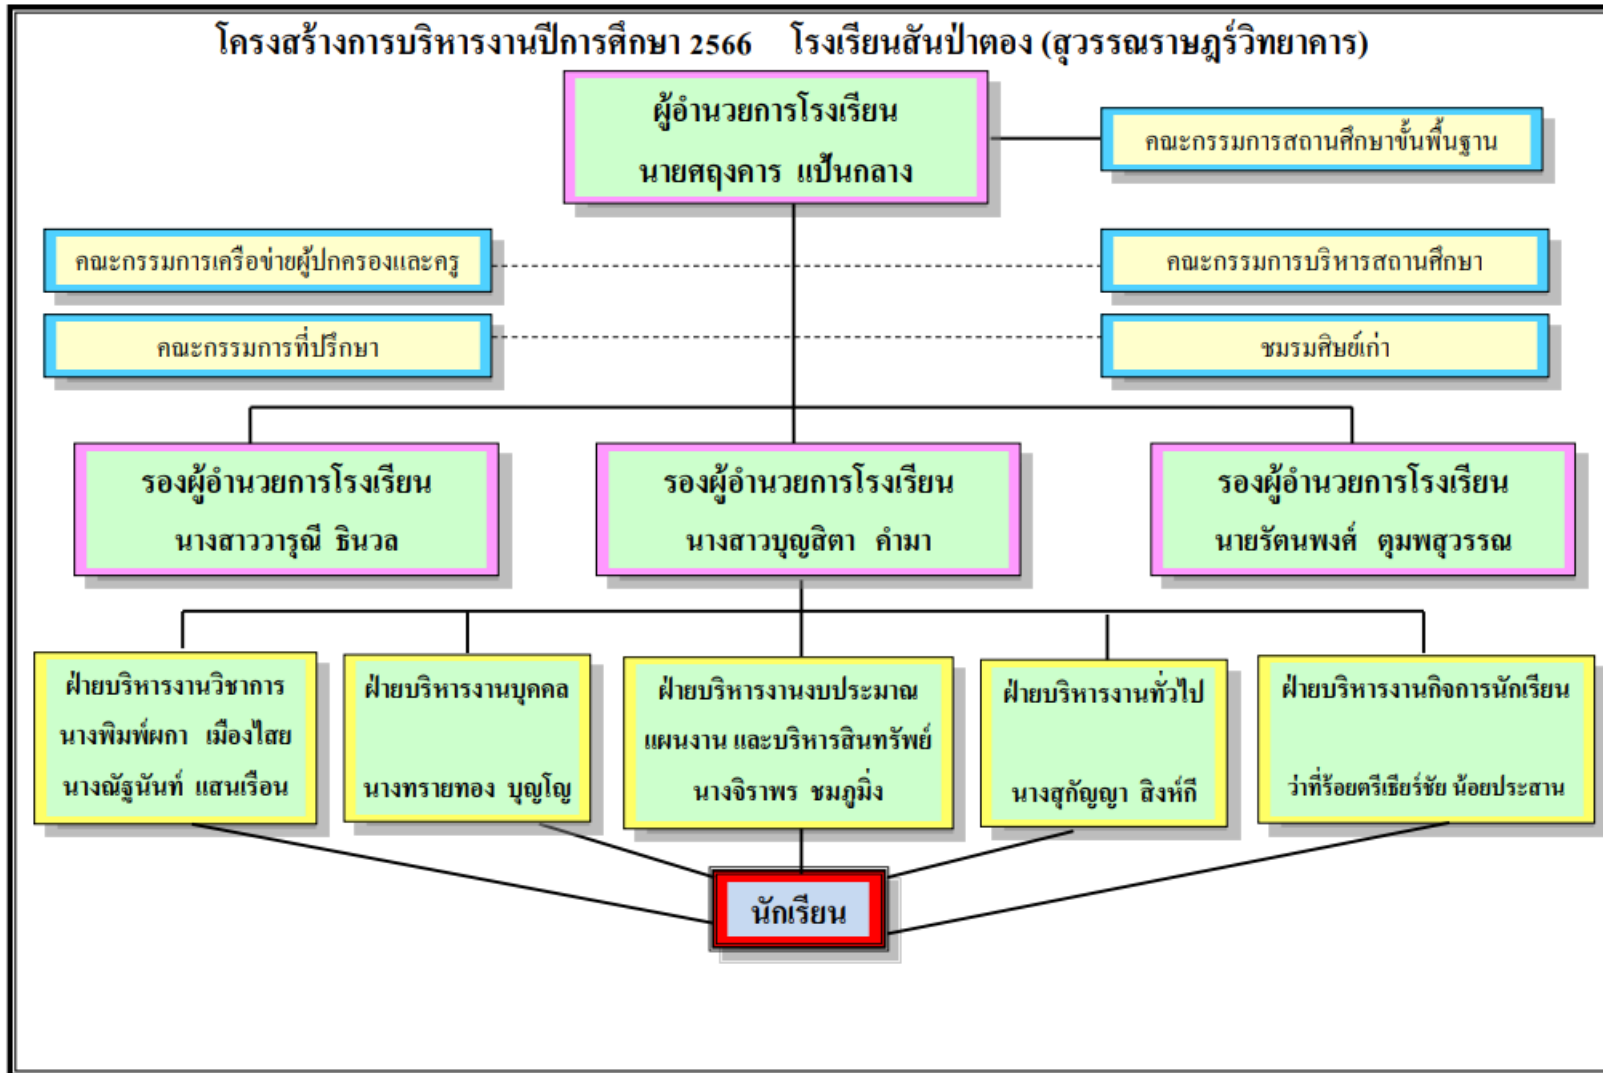 โครงสร้างการบริหารงานปีการศึกษา 2566 โรงเรียนสันป่าตอง (สุวรรณราษฎร์วิทยาคาร)
ผู้อำนวยการโรงเรียน
นายศฤงคาร แป้นกลาง
คณะกรรมการสถานศึกษาขั้นพื้นฐาน
คณะกรรมการเครือข่ายผู้ปกครองและครู
คณะกรรมการบริหารสถานศึกษา
คณะกรรมการที่ปรึกษา
ชมรมศิษย์เก่า
รองผู้อำนวยการโรงเรียน
นางสาววารุณี ธินวล
รองผู้อำนวยการโรงเรียน
นางสาวบุญสิตา คำมา
รองผู้อำนวยการโรงเรียน
นายรัตนพงศ์ ตุมพสุวรรณ
ฝ่ายบริหารงานวิชาการ
นางพิมพ์ผกา เมืองไสย
นางณัฐนันท์ แสนเรือน
ฝ่ายบริหารงานบุคคล
นางทรายทอง บุญโญ
ฝ่ายบริหารงานงบประมาณ
แผนงาน และบริหารสินทรัพย์
นางจิราพร ชมภูมิ่ง
ฝ่ายบริหารงานทั่วไป
นางสุกัญญา สิงห์กี
ฝ่ายบริหารงานกิจการนักเรียน
ว่าที่ร้อยตรีเธียร์ชัย น้อยประสาน
นักเรียน